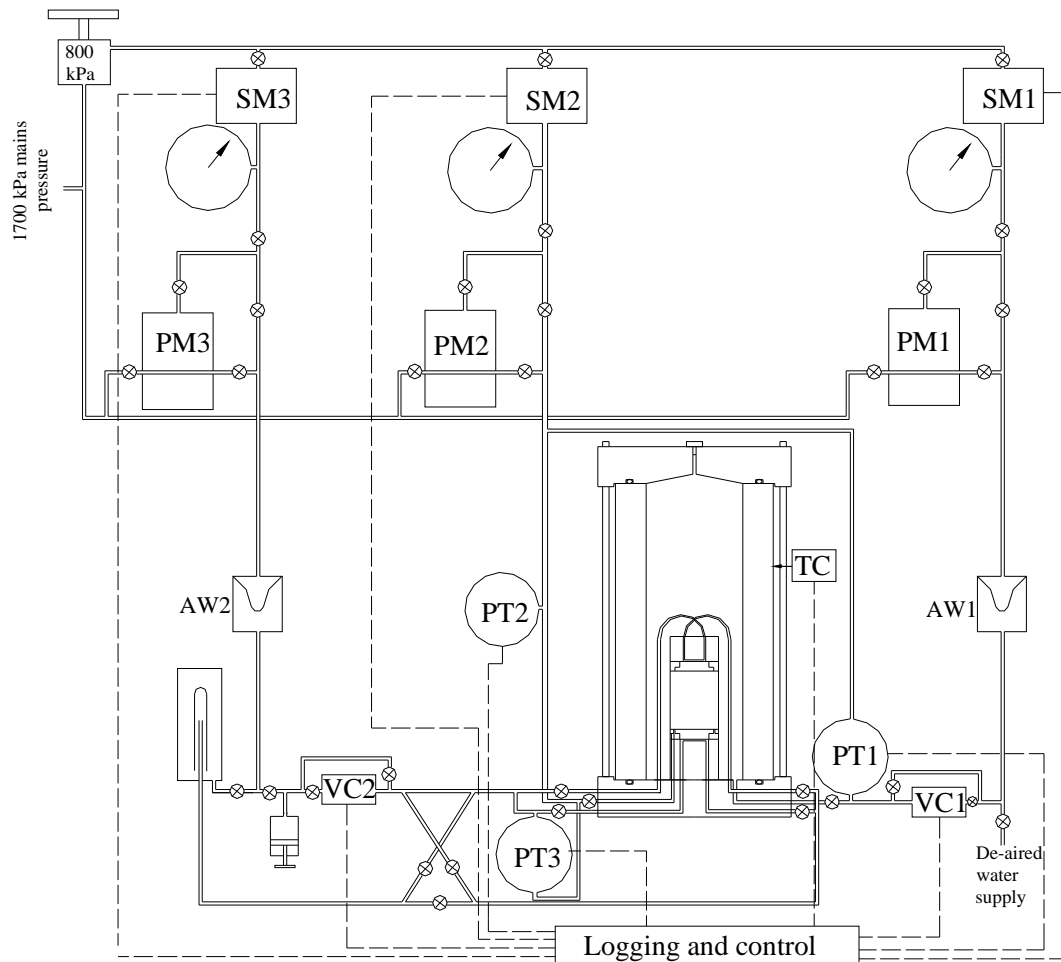 800
kPa
SM3
SM2
SM1
1700 kPa mains
pressure
PM3
PM2
PM1
TC
AW2
PT2
AW1
PT1
VC2
VC1
PT3
De-aired
water
supply
Logging and control